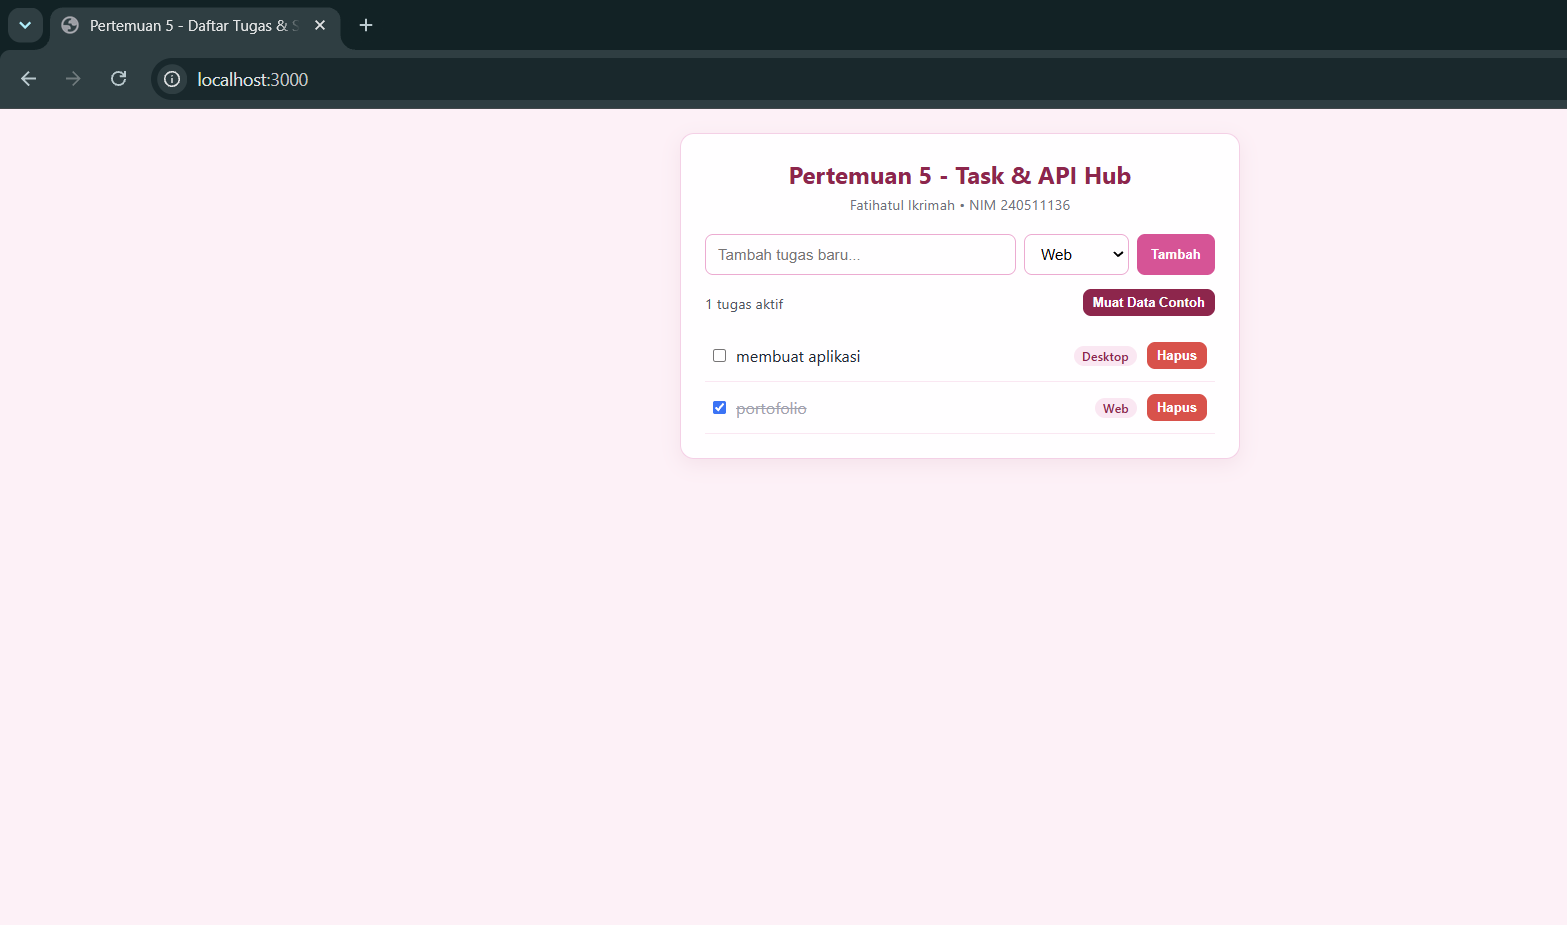 Pertemuan 5 - Daftar Tugas &
localhost:3000
Pertemuan 5 - Task & API Hub
Fatihatul Ikrimah • NIM 240511136
Tambah tugas baru... Web Tambah
1 tugas aktif Muat Data Contoh
membuat aplikasi Desktop Hapus
portofolio Web Hapus